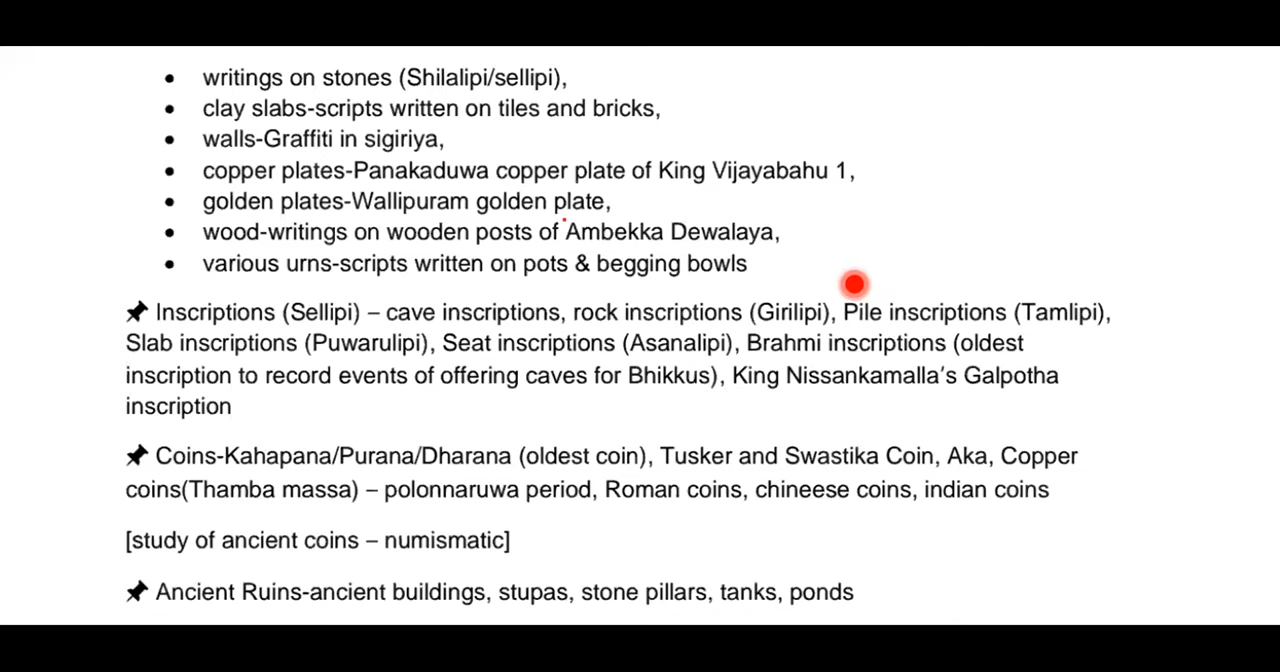 • writings on stones (Shilalipi/sellipi),
• clay slabs-scripts written on tiles and bricks,
• walls-Graffiti in sigiriya,
• copper plates-Panakaduwa copper plate of King Vijayabahu 1,
• golden plates-Wallipuram golden plate,
• wood-writings on wooden posts of Ambekka Dewalaya,
• various urns-scripts written on pots & begging bowls
📌 Inscriptions (Sellipi) – cave inscriptions, rock inscriptions (Girilipi), Pile inscriptions (Tamlipi),
Slab inscriptions (Puwarulipi), Seat inscriptions (Asanalipi), Brahmi inscriptions (oldest
inscription to record events of offering caves for Bhikkus), King Nissankamalla’s Galpotha
inscription
📌 Coins-Kahapana/Purana/Dharana (oldest coin), Tusker and Swastika Coin, Aka, Copper
coins(Thamba massa) – polonnaruwa period, Roman coins, chineese coins, indian coins
[study of ancient coins – numismatic]
📌 Ancient Ruins-ancient buildings, stupas, stone pillars, tanks, ponds